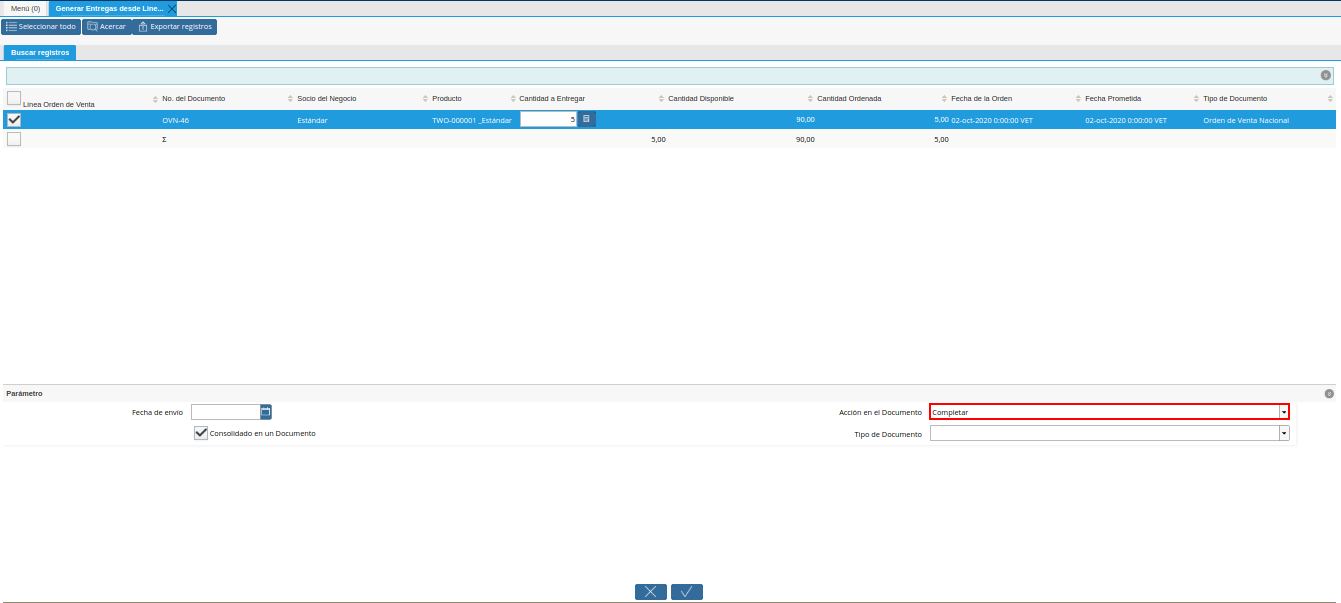 Menú (0) Generar Entregas desde Line...
Seleccionar todo Acercar Exportar registros
Buscar registros
Línea Orden de Venta No. del Documento Socio del Negocio Producto Cantidad a Entregar Cantidad Disponible Cantidad Ordenada Fecha de la Orden Fecha Prometida Tipo de Documento
OVN-46 Estándar TWO-000001 _Estándar 5 90,00 5,00 02-oct-2020 0:00:00 VET 02-oct-2020 0:00:00 VET Orden de Venta Nacional
Σ 5,00 90,00 5,00
Parámetro
Fecha de envío Acción en el Documento Completar
Consolidado en un Documento Tipo de Documento